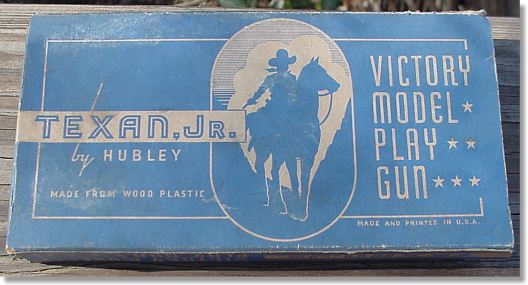 TEXAN, JR.
by HUBLEY
MADE FROM WOOD PLASTIC
VICTORY
MODEL
PLAY
GUN
MADE AND PRINTED IN U.S.A.